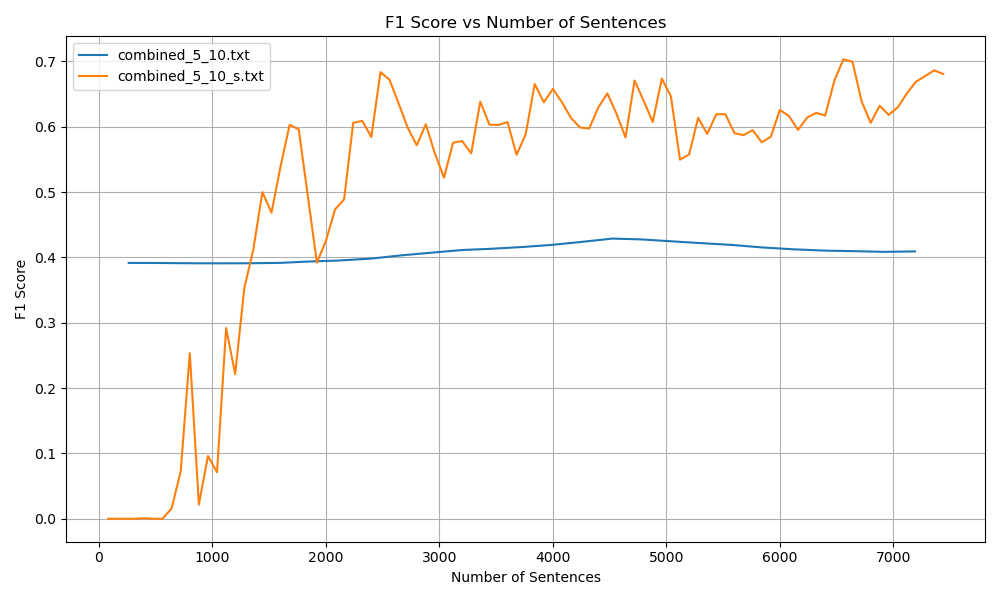 F1 Score vs Number of Sentences
combined_5_10.txt
combined_5_10_s.txt
F1 Score
0.7
0.6
0.5
0.4
0.3
0.2
0.1
0.0
0 1000 2000 3000 4000 5000 6000 7000
Number of Sentences